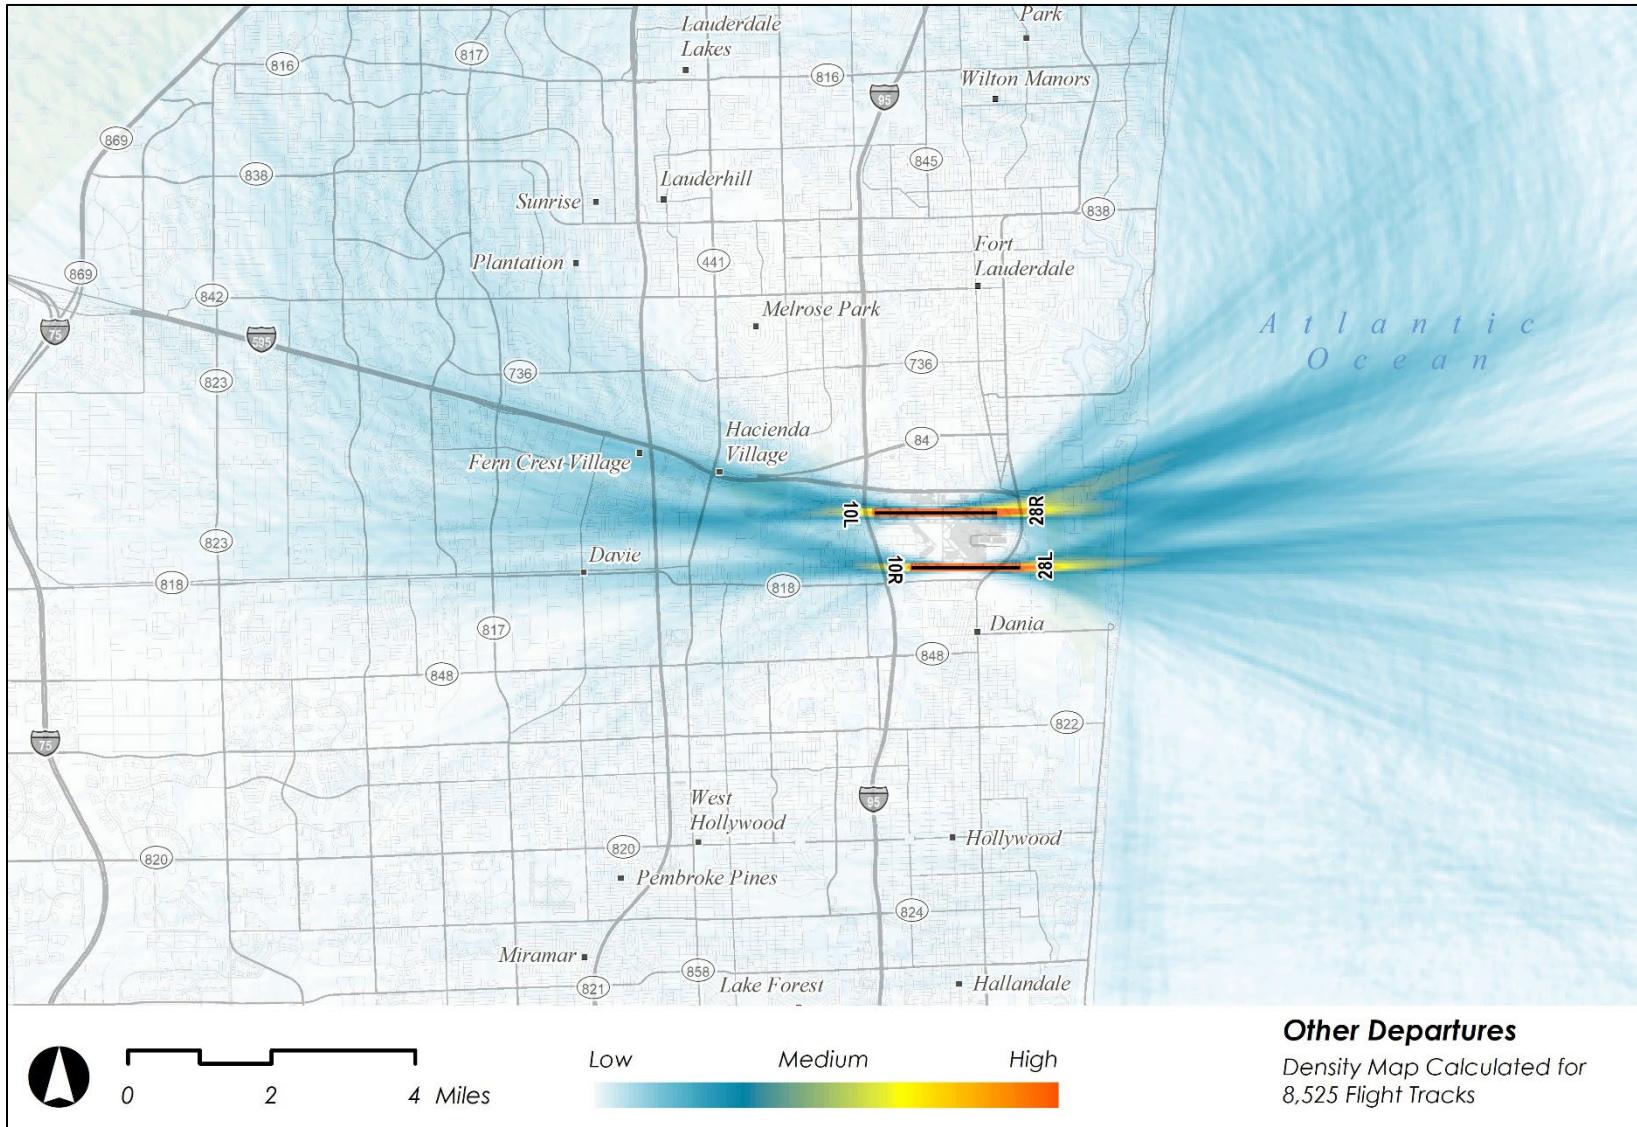 Lauderdale
Lakes
Park
816
817
816
Wilton Manors
95
869
845
838
Lauderhill
Sunrise
838
Fort
Lauderdale
441
Plantation
869
842
Melrose Park
75
595
Atlantic
Ocean
736
736
823
Hacienda
Village
84
Fern Crest Village
10L
28R
823
Davie
10R
28L
818
818
817
Dania
848
848
822
75
West
Hollywood
95
820
820
Hollywood
Pembroke Pines
824
Miramar
858
Lake Forest
821
Hallandale
0 2 4 Miles
Low Medium High
Other Departures
Density Map Calculated for
8,525 Flight Tracks